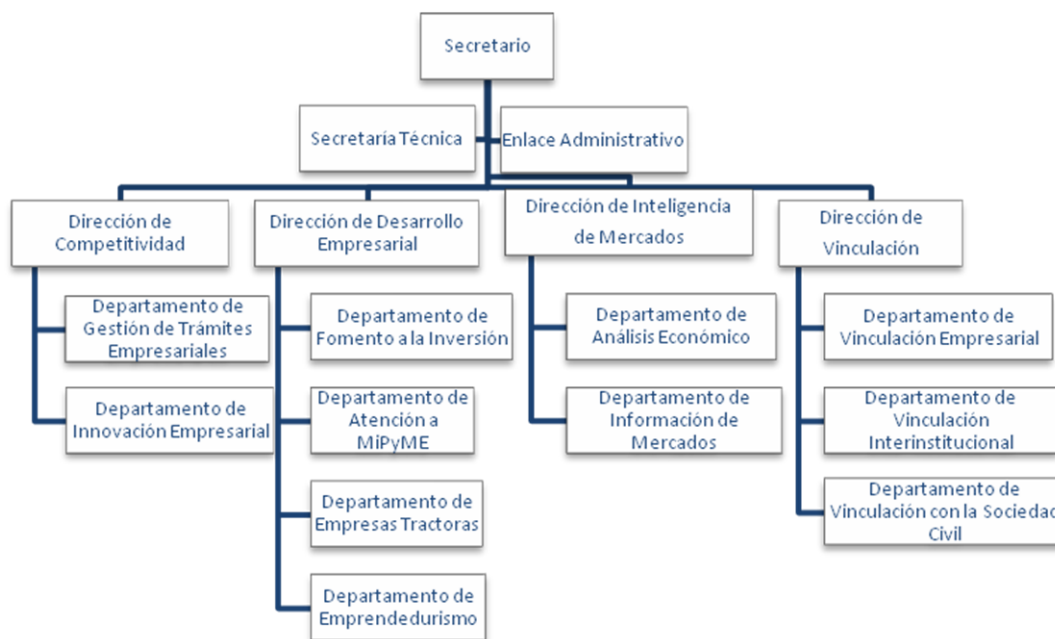 Secretario
Secretaría Técnica
Enlace Administrativo
Dirección de
Competitividad
Dirección de Desarrollo
Empresarial
Dirección de Inteligencia
de Mercados
Dirección de
Vinculación
Departamento de
Gestión de Trámites
Empresariales
Departamento de
Innovación Empresarial
Departamento de
Fomento a la Inversión
Departamento de
Atención a
MiPyME
Departamento de
Empresas Tractoras
Departamento de
Emprendedurismo
Departamento de
Análisis Económico
Departamento de
Información de
Mercados
Departamento de
Vinculación Empresarial
Departamento de
Vinculación
Interinstitucional
Departamento de
Vinculación con la Sociedad
Civil